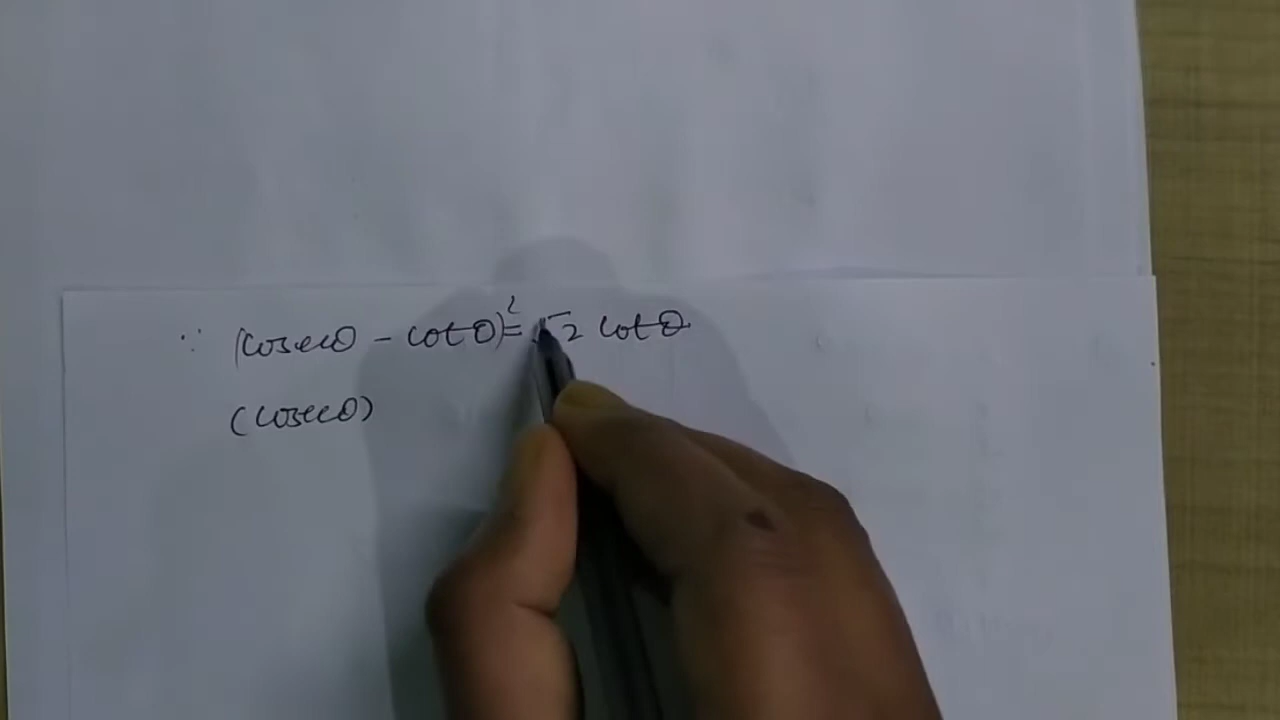 ∵ (cosecθ - cotθ)² = √2 cotθ
(cosecθ)